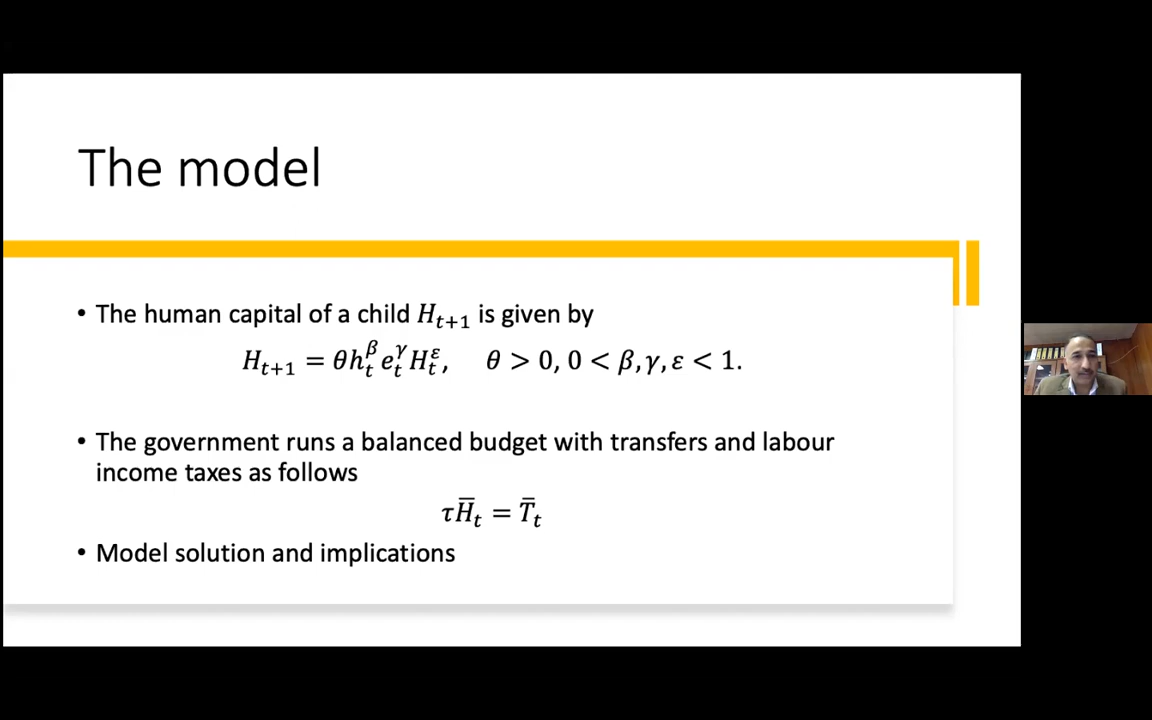 The model
• The human capital of a child H_{t+1} is given by
H_{t+1} = θh_t^β e_t^γ H_t^ε, θ > 0, 0 < β, γ, ε < 1.
• The government runs a balanced budget with transfers and labour
income taxes as follows
τH̅_t = T̅_t
• Model solution and implications